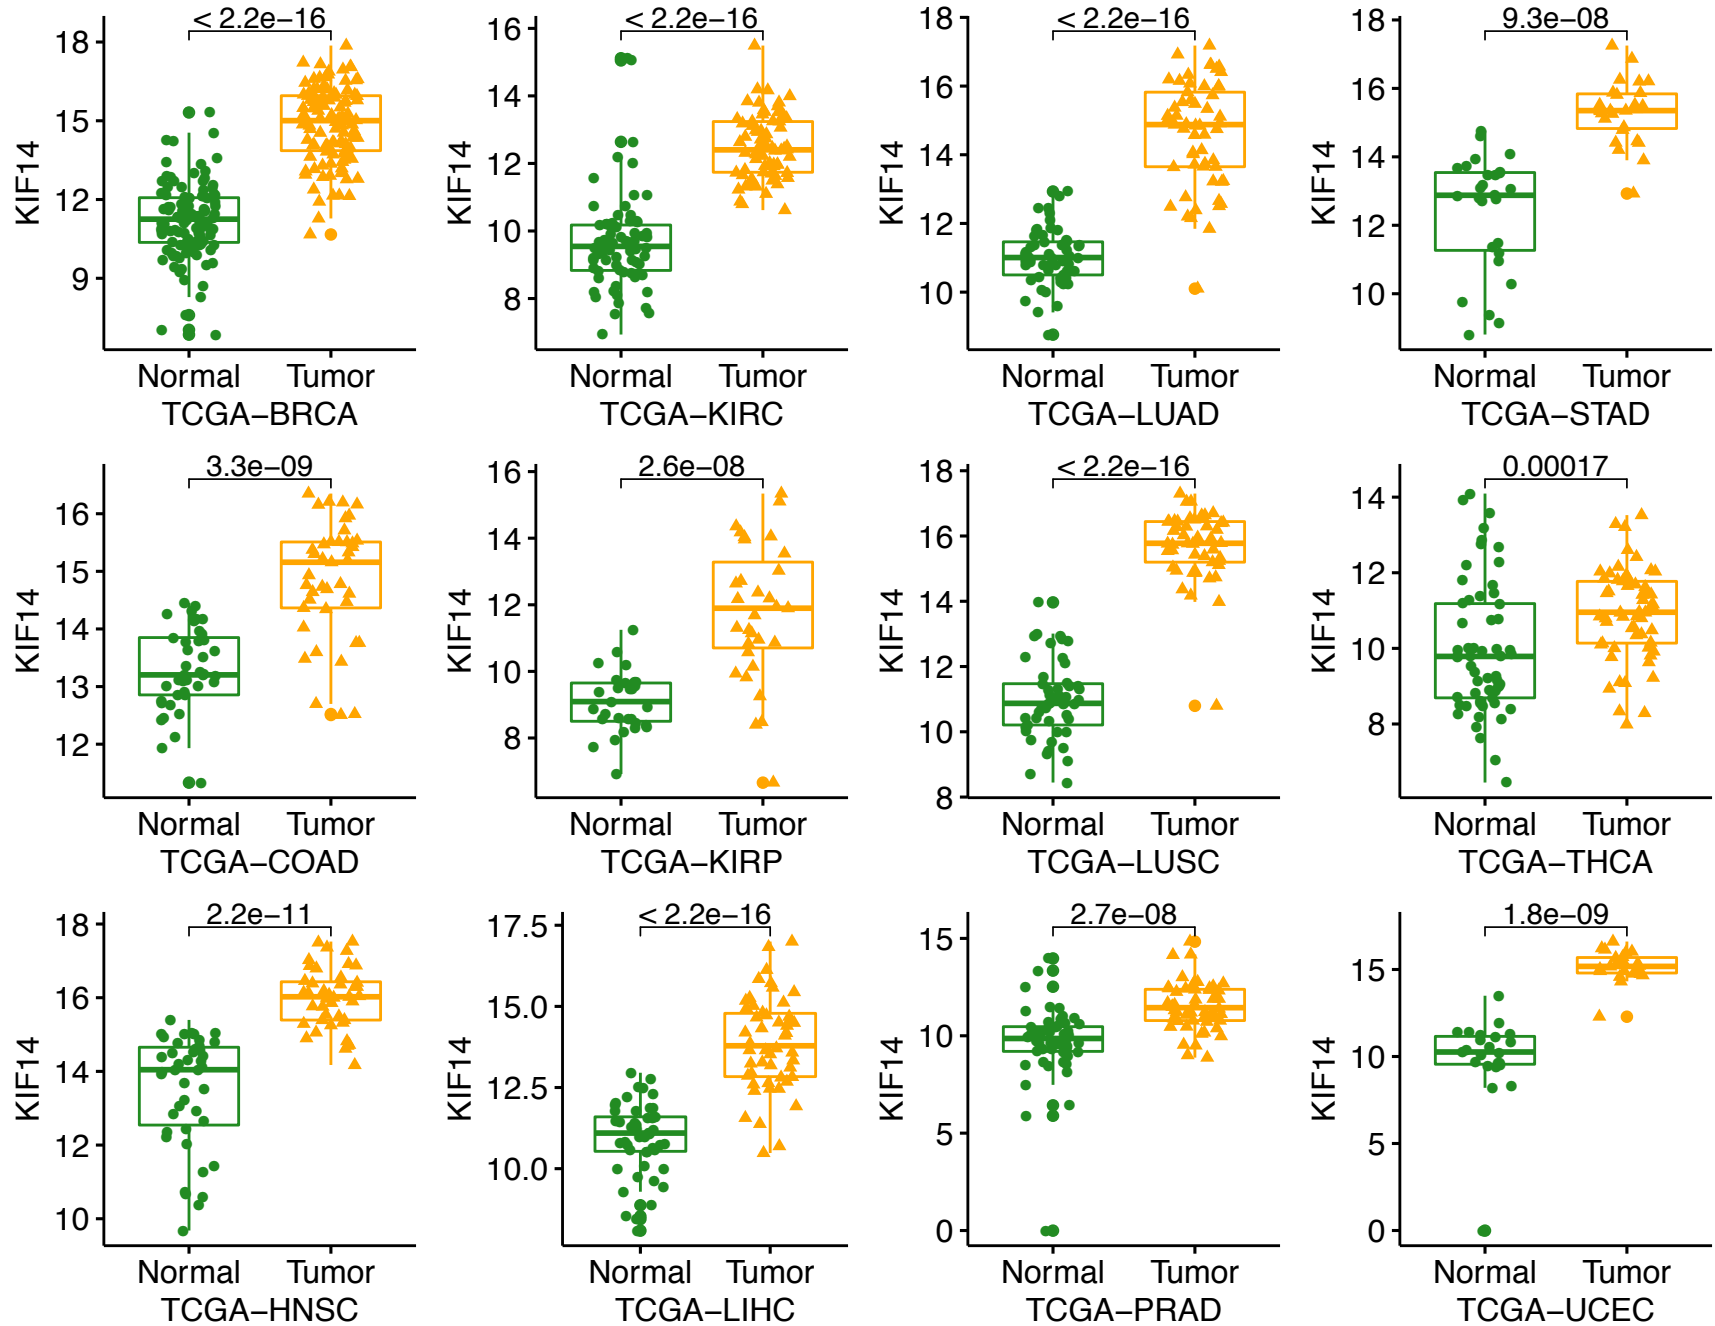 < 2.2e−16
KIF14
18
15
12
9
Normal Tumor
TCGA−BRCA
< 2.2e−16
KIF14
16
14
12
10
8
Normal Tumor
TCGA−KIRC
< 2.2e−16
KIF14
18
16
14
12
10
Normal Tumor
TCGA−LUAD
9.3e−08
KIF14
18
16
14
12
10
Normal Tumor
TCGA−STAD
3.3e−09
KIF14
16
15
14
13
12
Normal Tumor
TCGA−COAD
2.6e−08
KIF14
16
14
12
10
8
Normal Tumor
TCGA−KIRP
< 2.2e−16
KIF14
18
16
14
12
10
8
Normal Tumor
TCGA−LUSC
0.00017
KIF14
14
12
10
8
Normal Tumor
TCGA−THCA
2.2e−11
KIF14
18
16
14
12
10
Normal Tumor
TCGA−HNSC
< 2.2e−16
KIF14
17.5
15.0
12.5
10.0
Normal Tumor
TCGA−LIHC
2.7e−08
KIF14
15
10
5
0
Normal Tumor
TCGA−PRAD
1.8e−09
KIF14
15
10
5
0
Normal Tumor
TCGA−UCEC